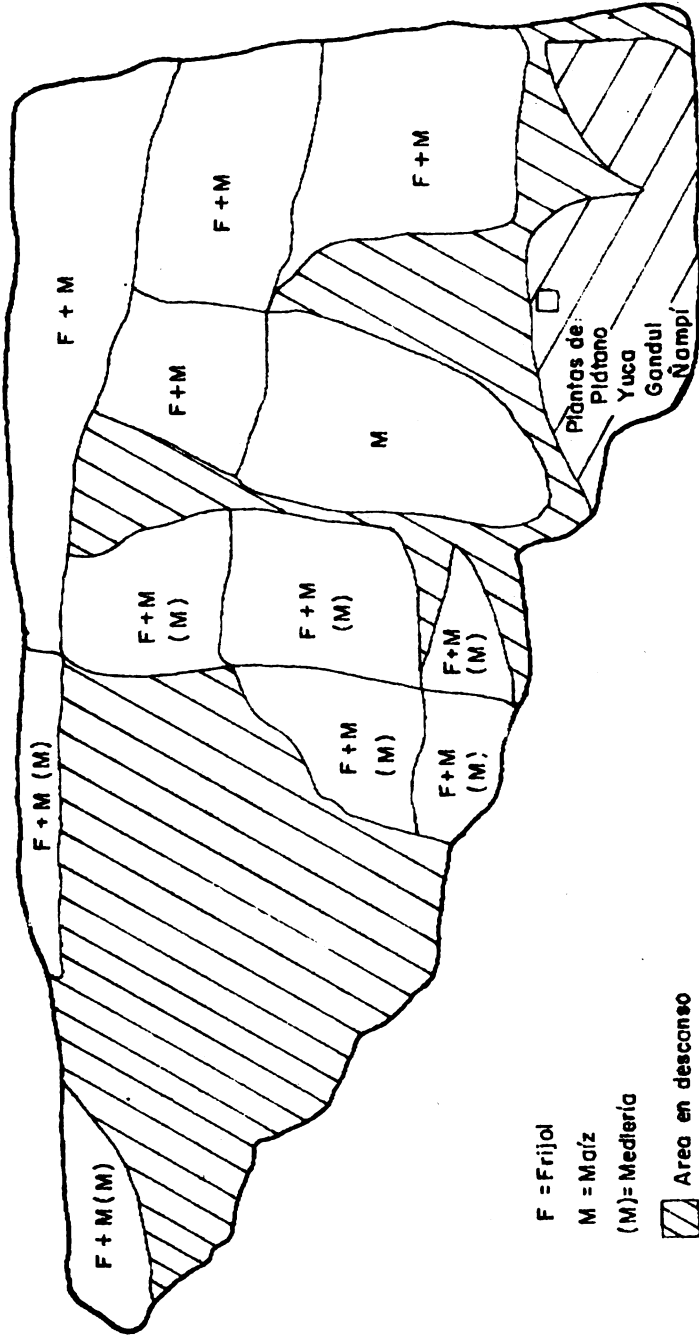 F + M
F + M
F + M
F+M
M
F+M
(M)
F+M
(M)
F+M
(M)
F+M
(M)
F+M
(M)
F+M (M)
F+M(M)
Plantas de:
Plátano
Yuca
Gandul
Ñampí
F = Frijol
M = Maíz
(M)= Mediería
Area en descanso